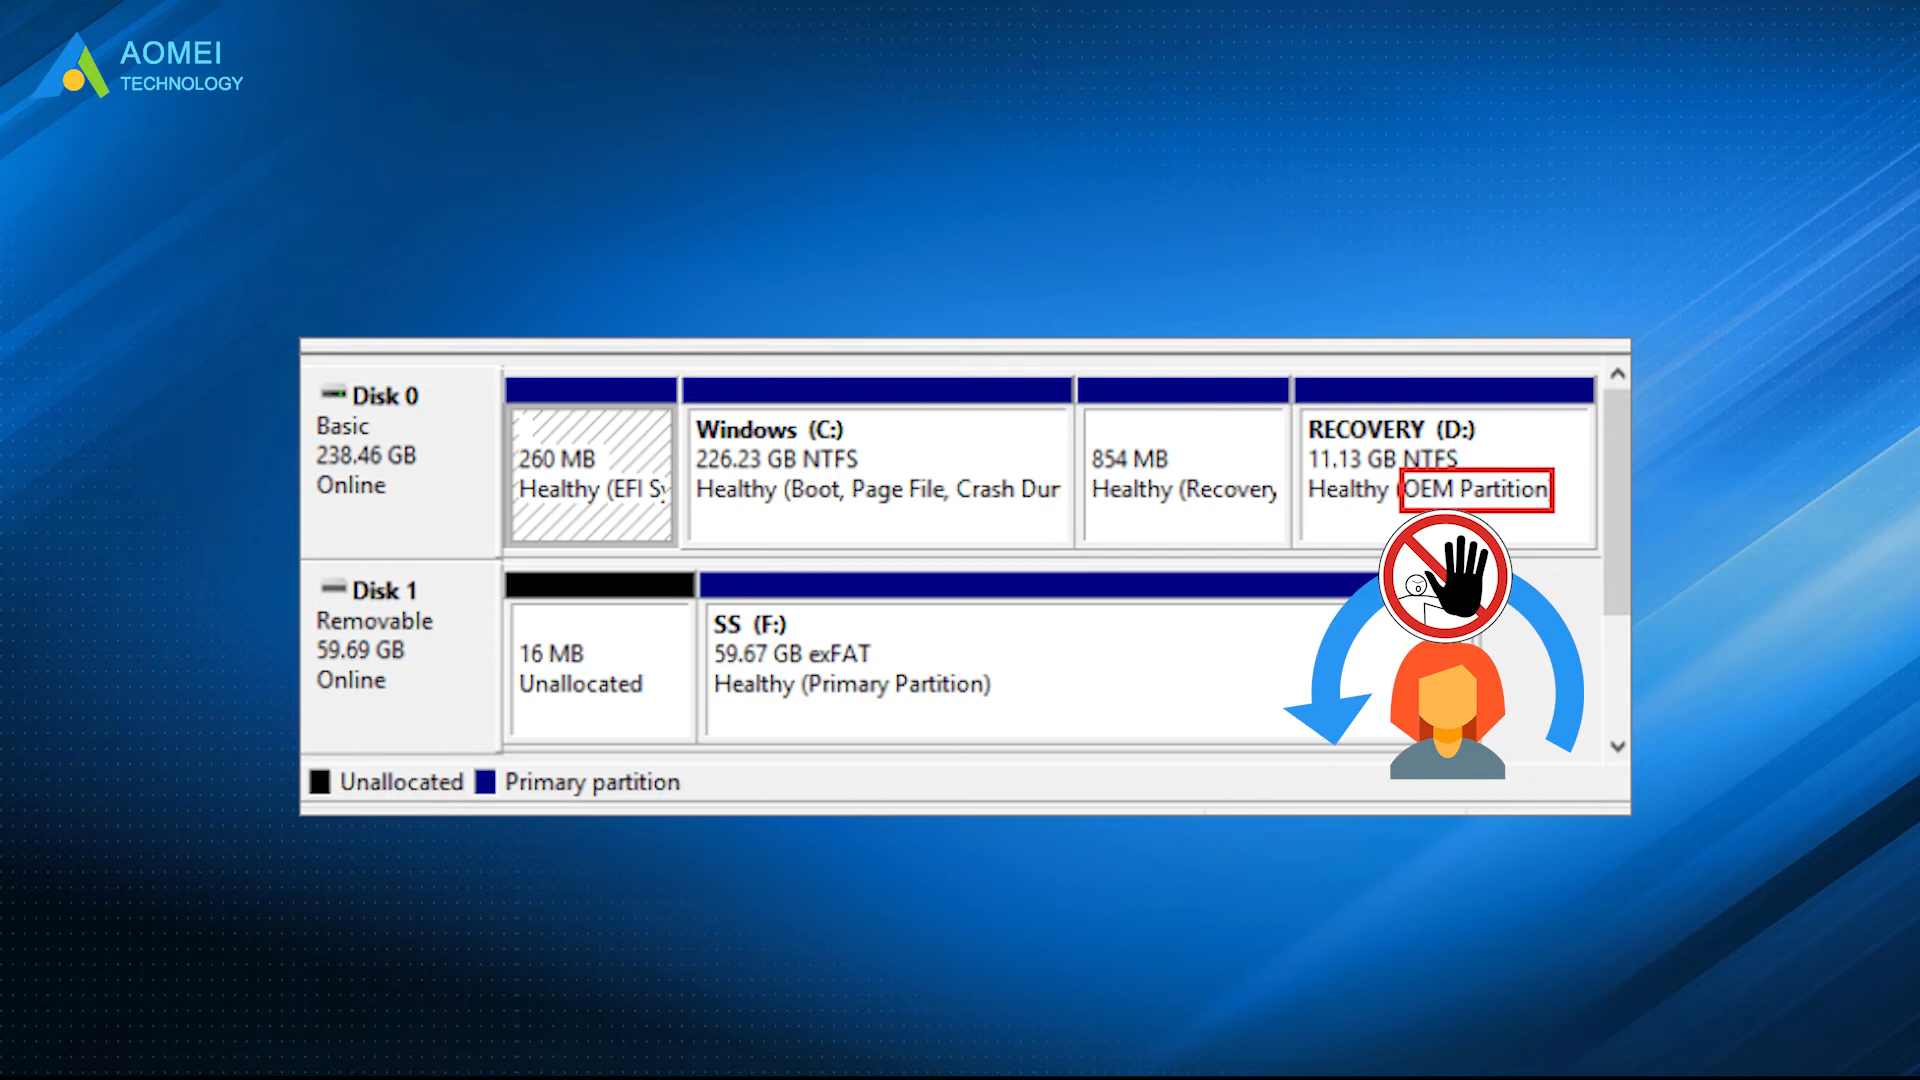 AOMEI
TECHNOLOGY
Disk 0
Basic
238.46 GB
Online
260 MB
Healthy (EFI Sy
Windows (C:)
226.23 GB NTFS
Healthy (Boot, Page File, Crash Dur
854 MB
Healthy (Recovery
RECOVERY (D:)
11.13 GB NTFS
Healthy (OEM Partition)
Disk 1
Removable
59.69 GB
Online
16 MB
Unallocated
SS (F:)
59.67 GB exFAT
Healthy (Primary Partition)
Unallocated
Primary partition